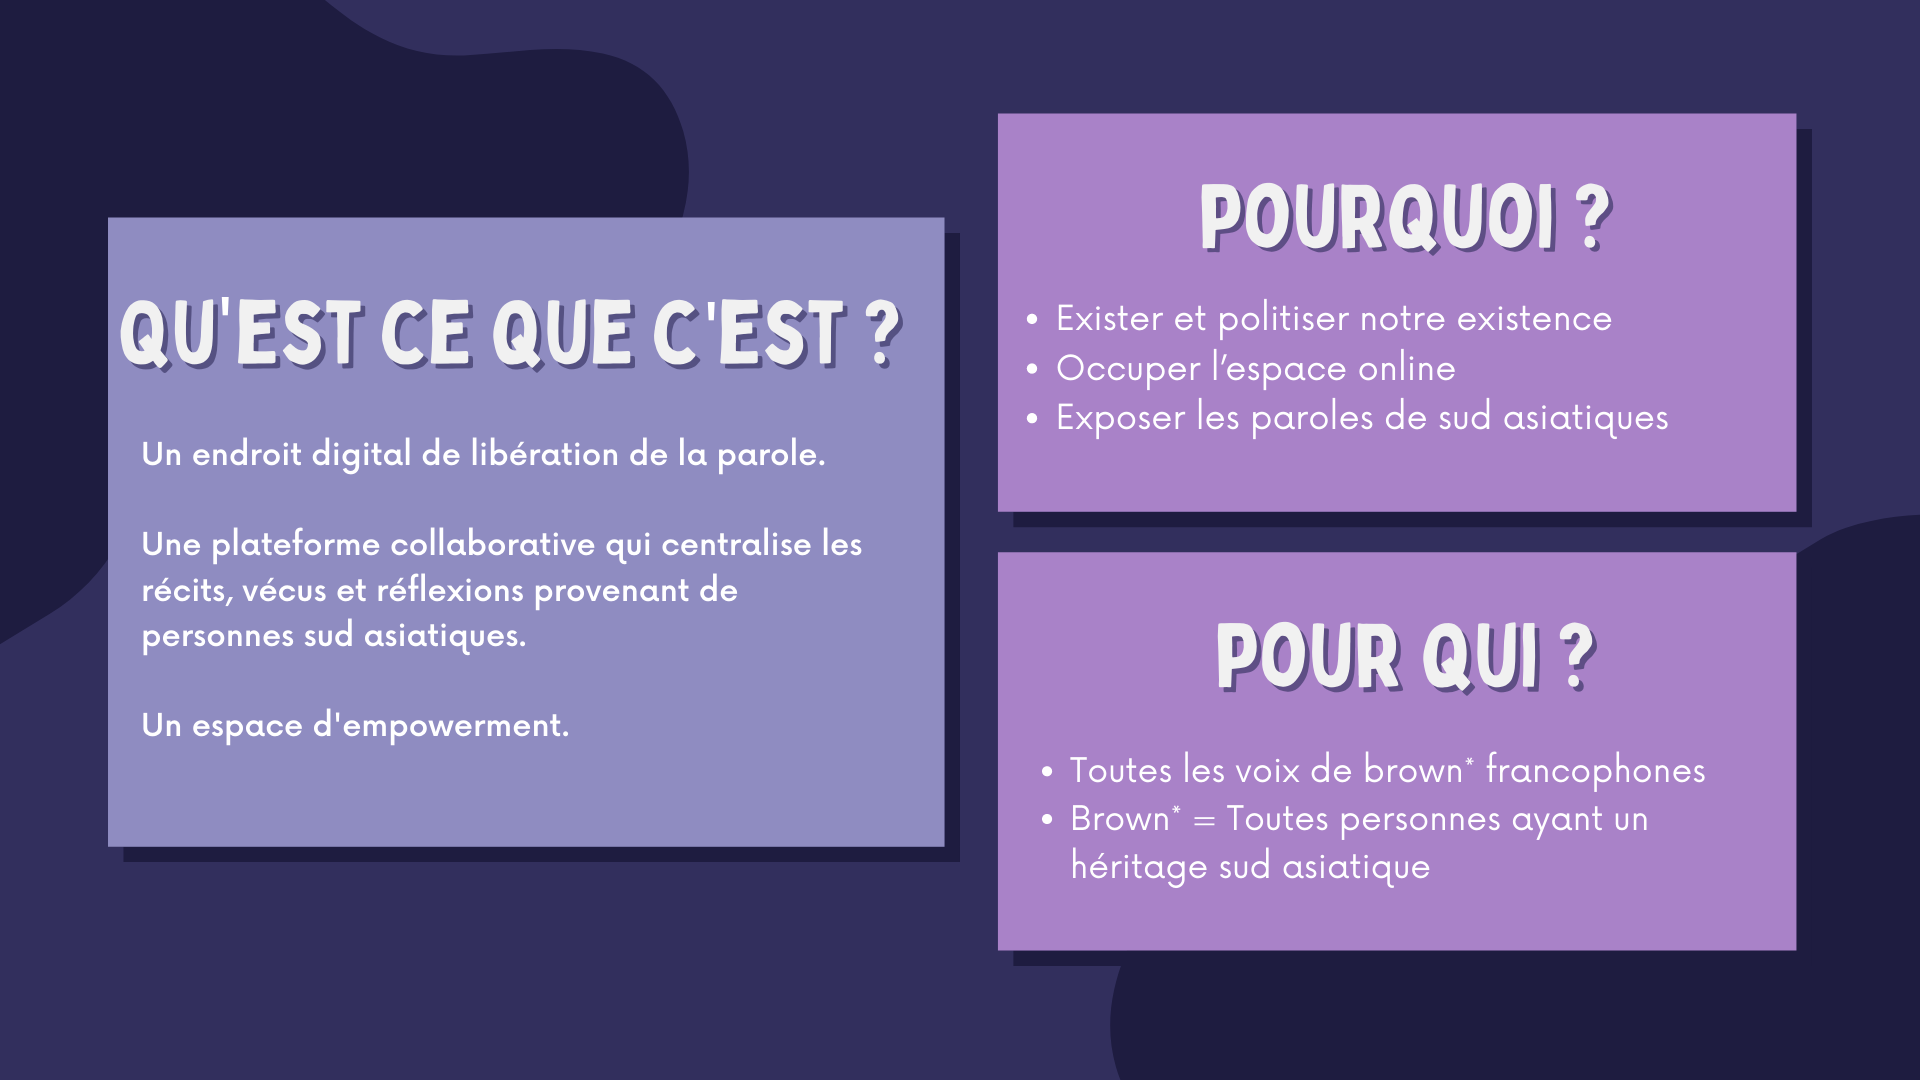 QU'EST CE QUE C'EST ?
Un endroit digital de libération de la parole.
Une plateforme collaborative qui centralise les
récits, vécus et réflexions provenant de
personnes sud asiatiques.
Un espace d'empowerment.
POURQUOI ?
• Exister et politiser notre existence
• Occuper l’espace online
• Exposer les paroles de sud asiatiques
POUR QUI ?
• Toutes les voix de brown* francophones
• Brown* = Toutes personnes ayant un
héritage sud asiatique